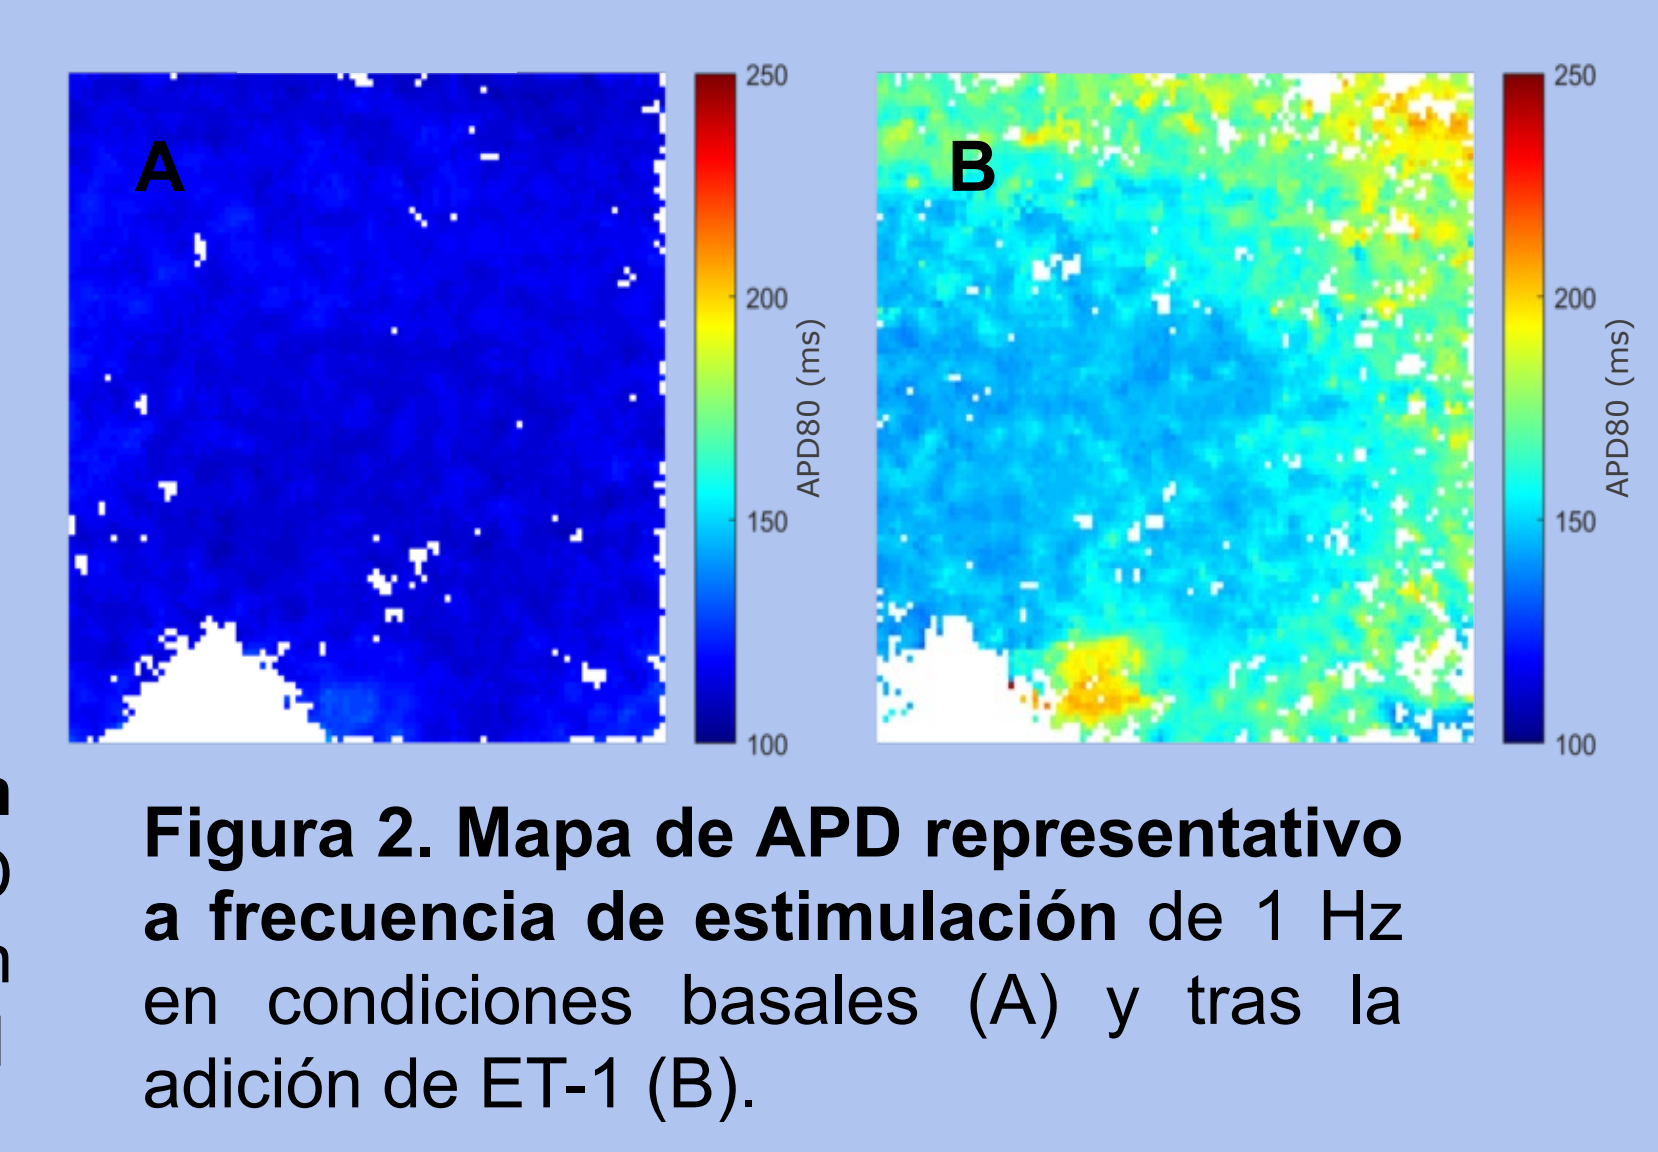 A
250
200
150
100
APD80 (ms)
B
250
200
150
100
APD80 (ms)
Figura 2. Mapa de APD representativo
a frecuencia de estimulación de 1 Hz
en condiciones basales (A) y tras la
adición de ET-1 (B).